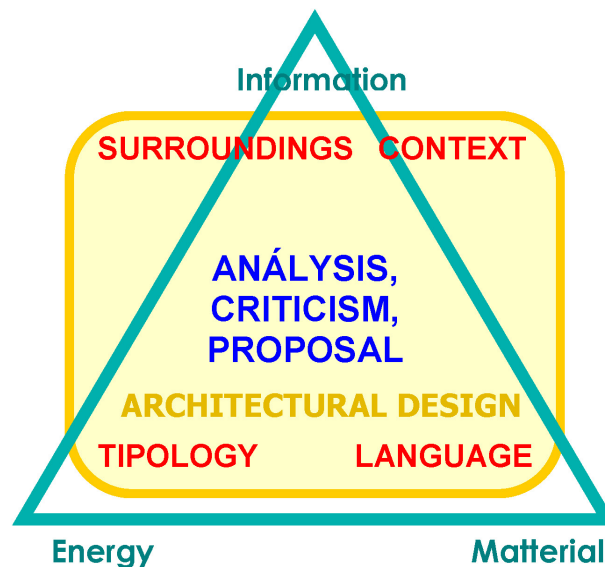 Information
SURROUNDINGS CONTEXT
ANÁLYSIS,
CRITICISM,
PROPOSAL
ARCHITECTURAL DESIGN
TIPOLOGY LANGUAGE
Energy Matterial